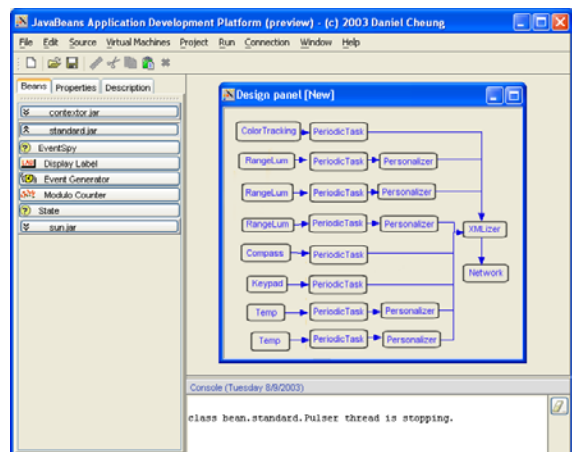 JavaBeans Application Development Platform (preview) - (c) 2003 Daniel Cheung
File Edit Source Virtual Machines Project Run Connection Window Help
Beans Properties Description
contextor.jar
standard.jar
EventSpy
Display Label
Event Generator
Modulo Counter
State
sun.jar
Design panel [New]
ColorTracking PeriodicTask
RangeLum PeriodicTask Personalizer
RangeLum PeriodicTask Personalizer
RangeLum PeriodicTask Personalizer
XMLizer
Compass PeriodicTask
Network
Keypad PeriodicTask
Temp PeriodicTask Personalizer
Temp PeriodicTask Personalizer
Console (Tuesday 8/9/2003)
class bean.standard.Pulser thread is stopping.